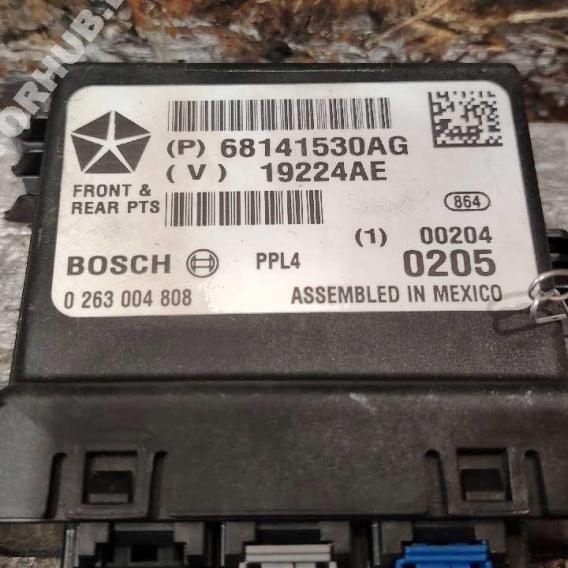 (P) 68141530AG
(V) 19224AE
FRONT &
REAR PTS
864
(1) 00204
BOSCH PPL4 0205
0 263 004 808 ASSEMBLED IN MEXICO